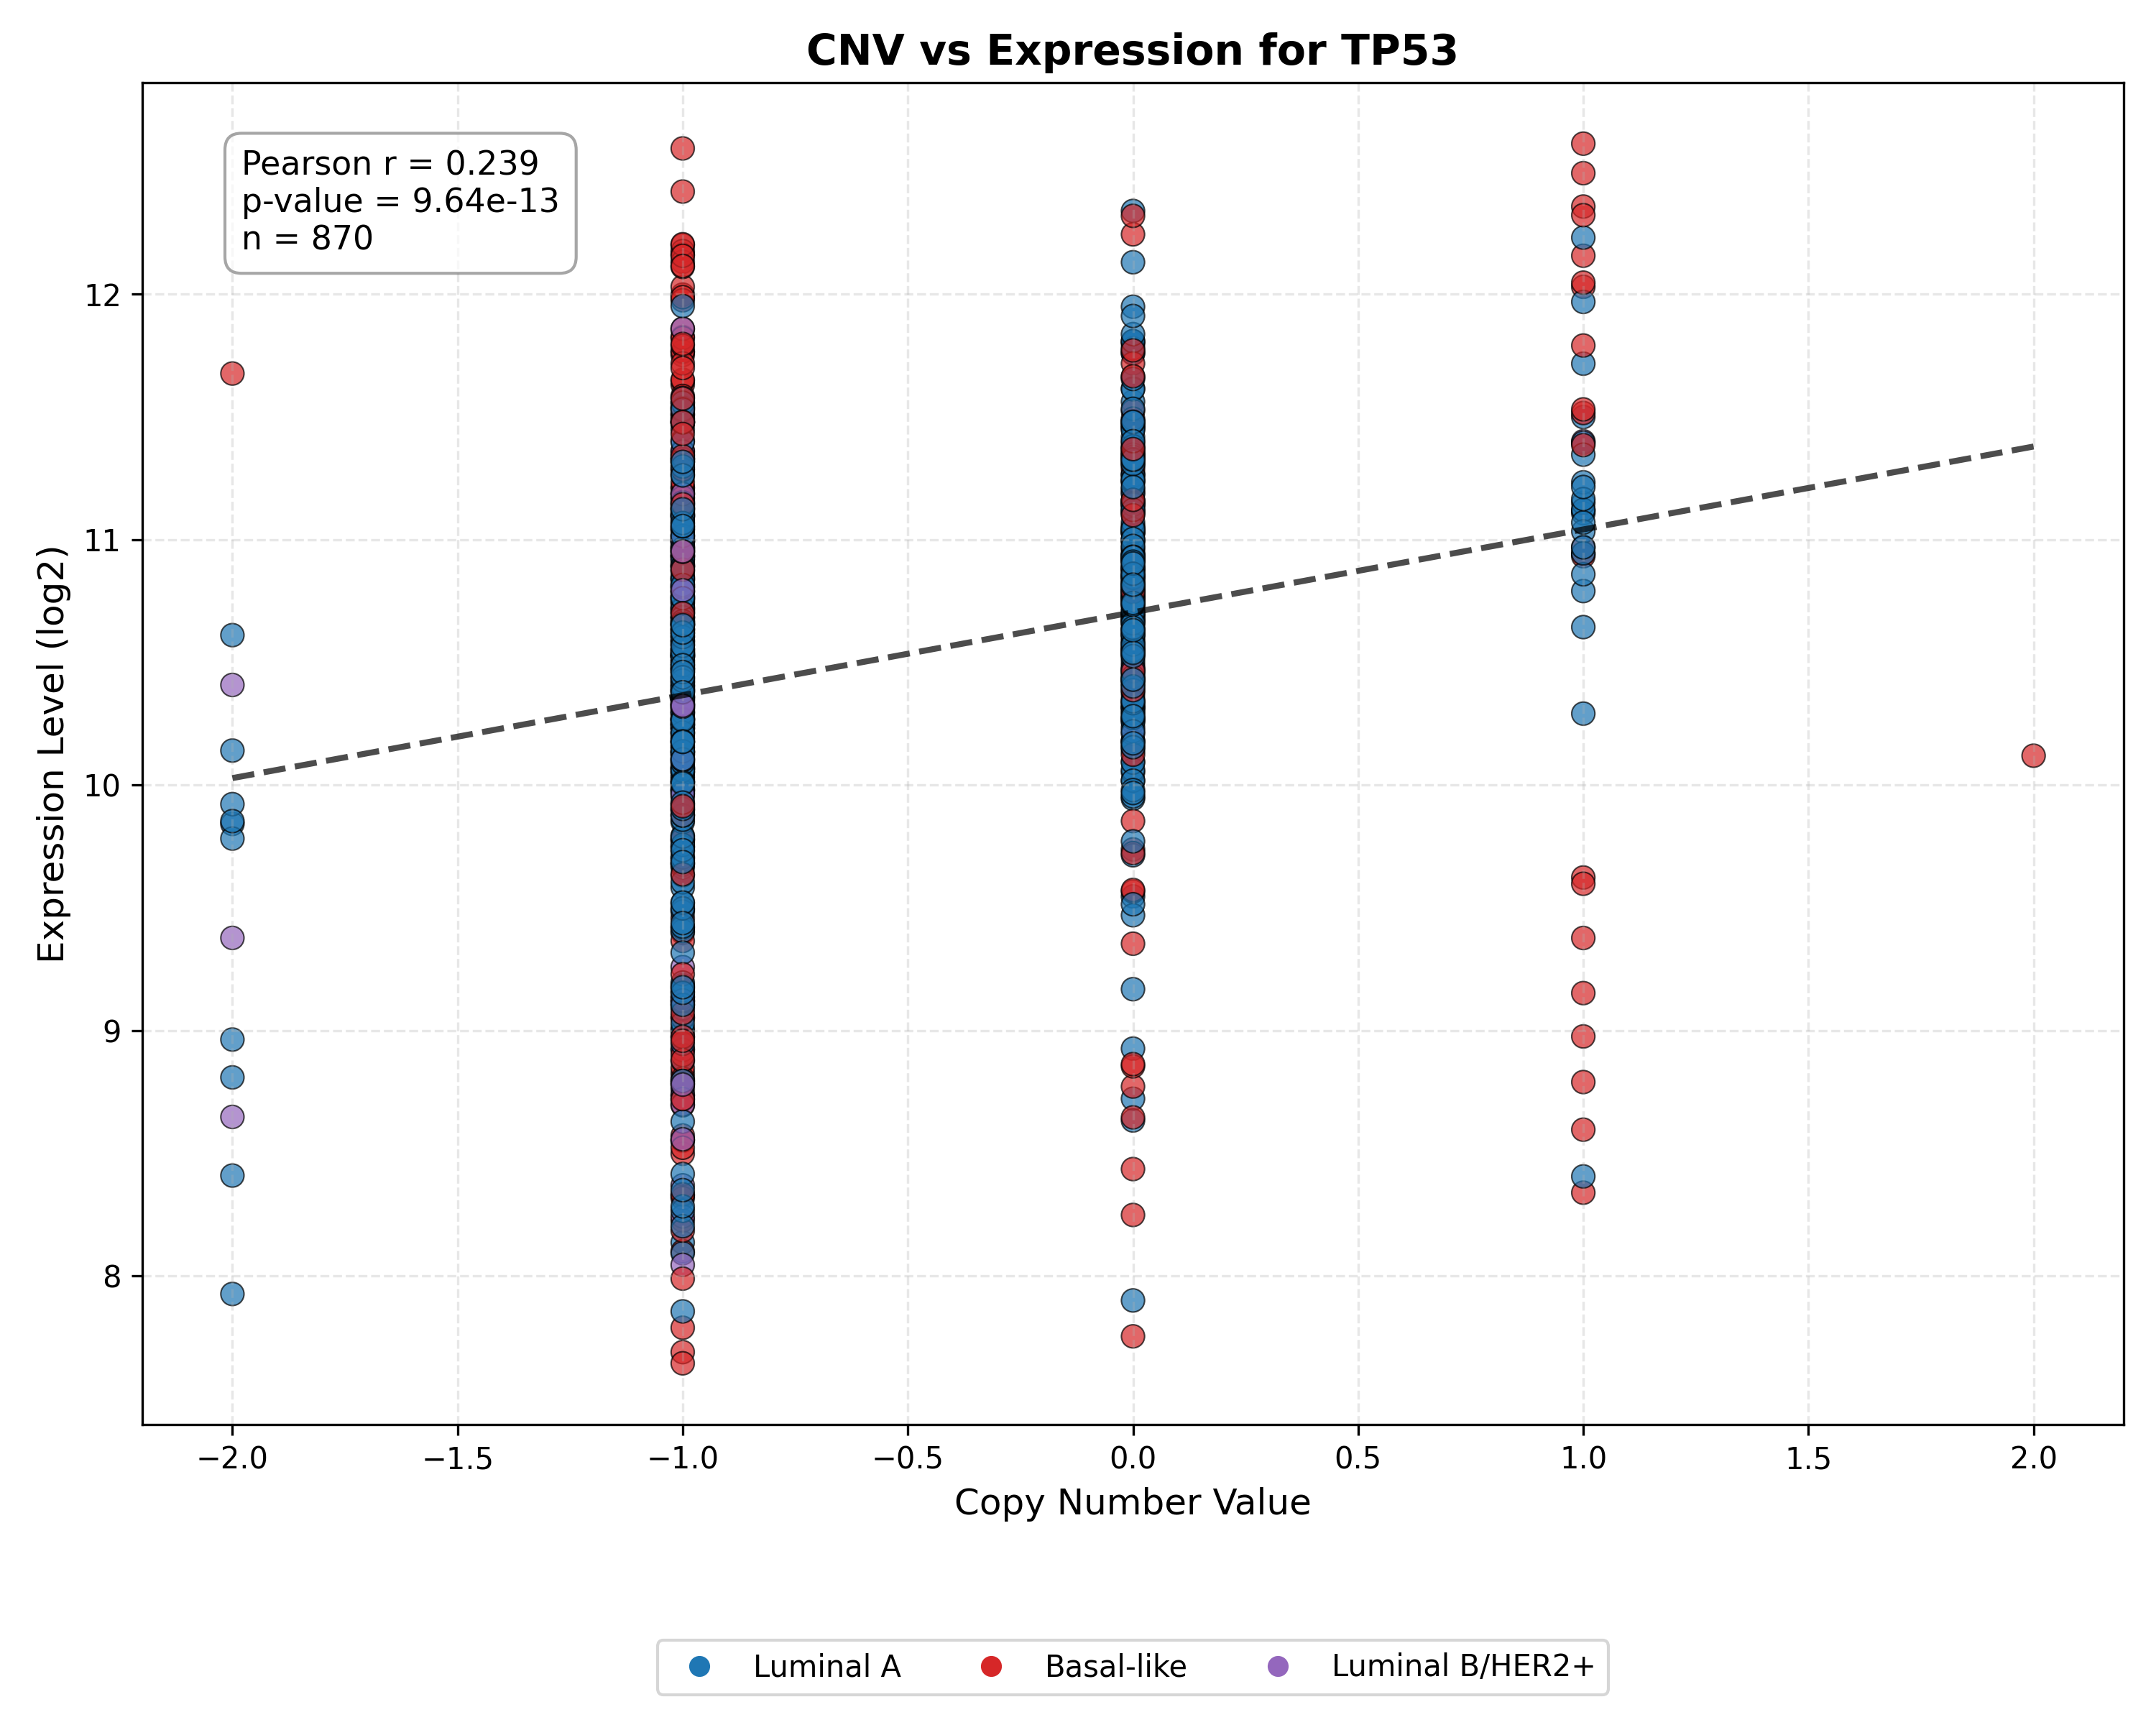 CNV vs Expression for TP53
Pearson r = 0.239
p-value = 9.64e-13
n = 870
Expression Level (log2)
12
11
10
9
8
−2.0 −1.5 −1.0 −0.5 0.0 0.5 1.0 1.5 2.0
Copy Number Value
Luminal A Basal-like Luminal B/HER2+